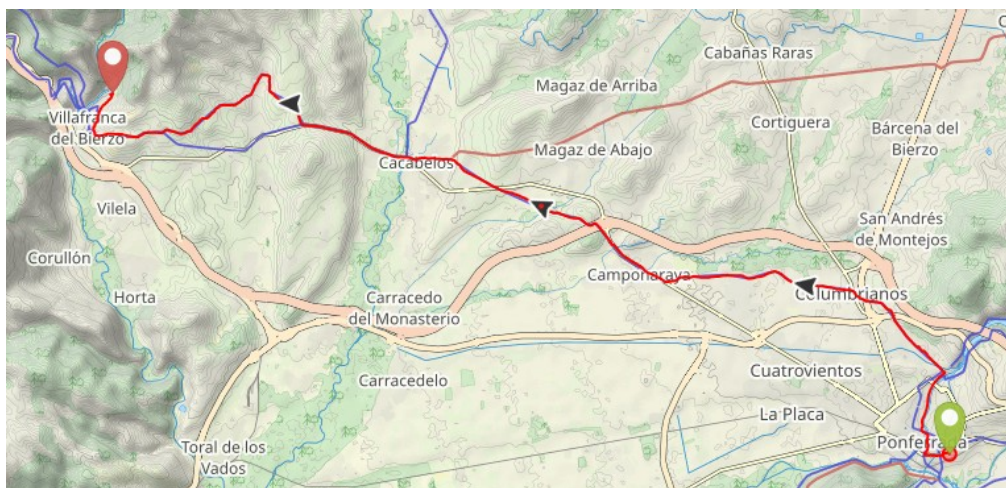 Cabañas Raras
Magaz de Arriba
Villafranca
del Bierzo
Cortiguera
Bárcena del
Bierzo
Magaz de Abajo
Cacabelos
Vilela
San Andrés
de Montejos
Corullón
Camponaraya
Horta
Carracedo
del Monasterio
Columbrianos
Carracedelo
Cuatrovientos
La Placa
Toral de los
Vados
Ponferrada